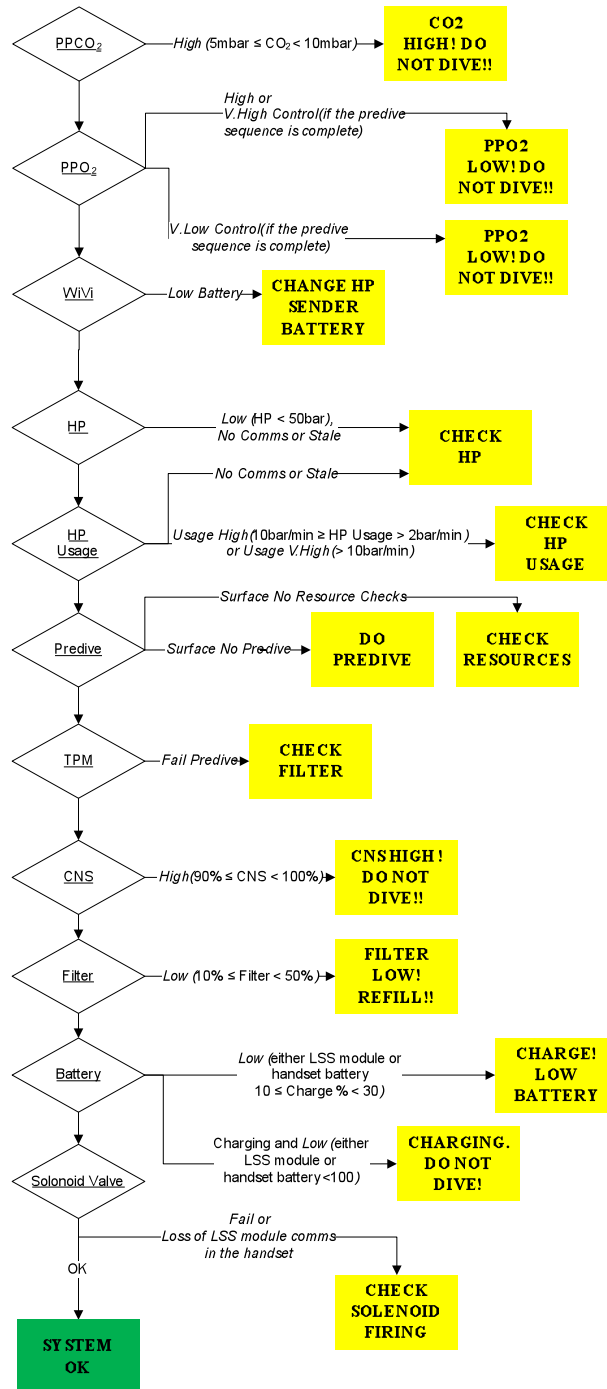 PPCO₂
High (5mbar ≤ CO₂ < 10mbar)
CO2
HIGH! DO
NOT DIVE!!
High or
V.High Control(if the predive
sequence is complete)
PPO2
LOW! DO
NOT DIVE!!
PPO₂
V.Low Control(if the predive
sequence is complete)
PPO2
LOW! DO
NOT DIVE!!
WiVi
Low Battery
CHANGE HP
SENDER
BATTERY
HP
Low (HP < 50bar),
No Comms or Stale
CHECK
HP
No Comms or Stale
HP
Usage
Usage High(10bar/min ≥ HP Usage > 2bar/min)
or Usage V.High(> 10bar/min)
CHECK
HP
USAGE
Surface No Resource Checks
Predive
Surface No Predive
DO
PREDIVE
CHECK
RESOURCES
TPM
Fail Predive
CHECK
FILTER
CNS
High(90% ≤ CNS < 100%)
CNS HIGH!
DO NOT
DIVE!!
Filter
Low (10% ≤ Filter < 50%)
FILTER
LOW!
REFILL!!
Battery
Low (either LSS module or
handset battery
10 ≤ Charge % < 30)
CHARGE!
LOW
BATTERY
Charging and Low (either
LSS module or
handset battery<100)
CHARGING.
DO NOT
DIVE!
Solonoid Valve
Fail or
Loss of LSS module comms
in the handset
OK
CHECK
SOLENOID
FIRING
SYSTEM
OK